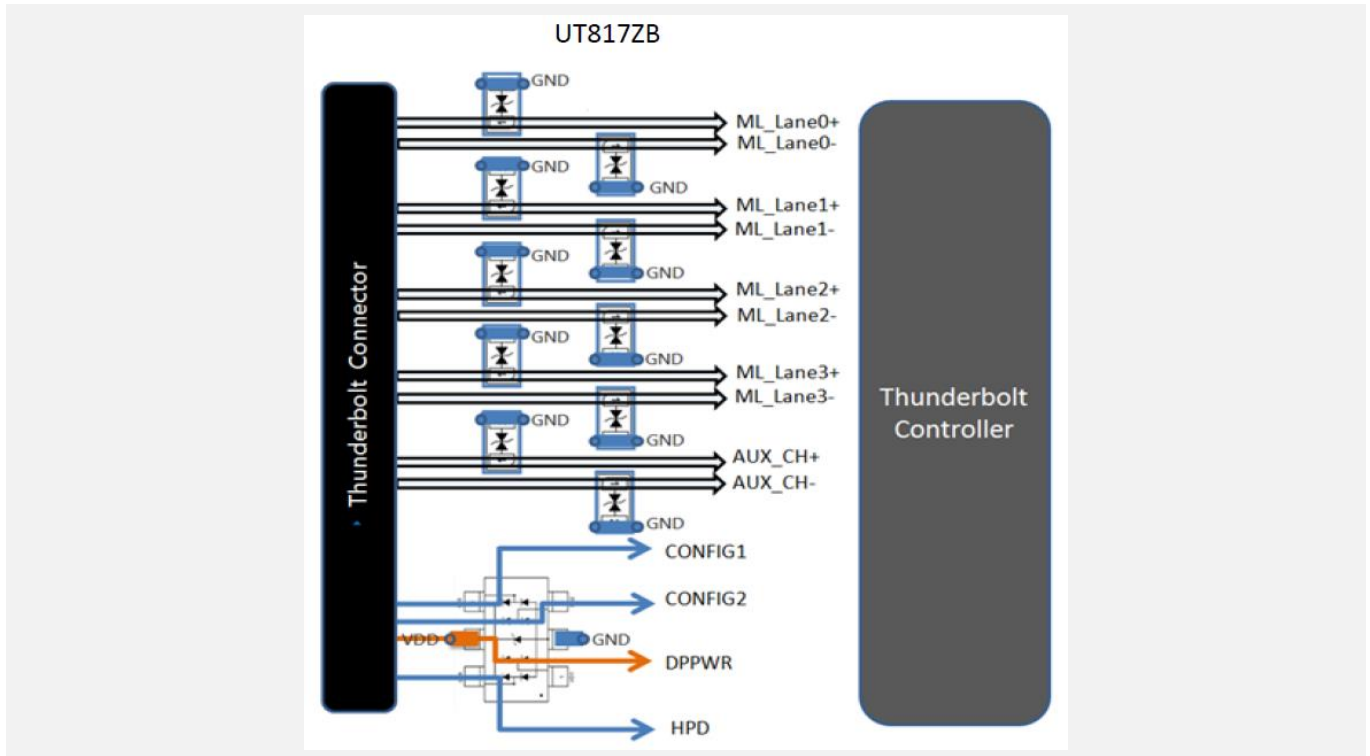 UT817ZB
GND
ML_Lane0+
ML_Lane0-
GND
GND
ML_Lane1+
ML_Lane1-
GND
GND
ML_Lane2+
ML_Lane2-
GND
GND
ML_Lane3+
ML_Lane3-
GND
GND
AUX_CH+
AUX_CH-
GND
CONFIG1
CONFIG2
VDD
GND
DPPWR
HPD
Thunderbolt Connector
Thunderbolt
Controller